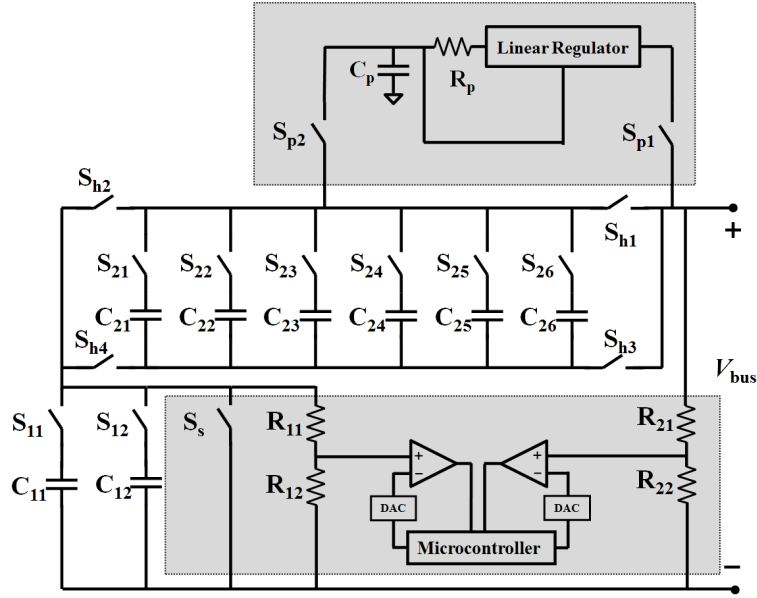 Linear Regulator
Cp
Rp
Sp2
Sp1
Sh2
Sh1
+
S21
S22
S23
S24
S25
S26
C21
C22
C23
C24
C25
C26
Sh4
Sh3
Vbus
S11
S12
Ss
R11
R21
+
+
−
−
R12
R22
C11
C12
DAC
DAC
Microcontroller
−